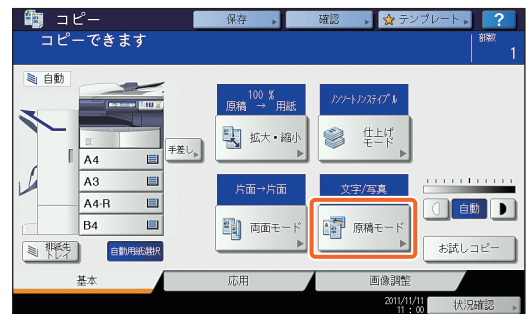 コピー
保存
確認
テンプレート
?
コピーできます
部数
1
自動
100 %
原稿 → 用紙
ノンソート/ノンステイプル
拡大・縮小
仕上げ
モード
手差し
A4
A3
A4-R
B4
片面→片面
文字/写真
両面モード
原稿モード
自動
排紙先
トレイ
自動用紙選択
お試しコピー
基本
応用
画像調整
2011/11/11
11 : 00
状況確認